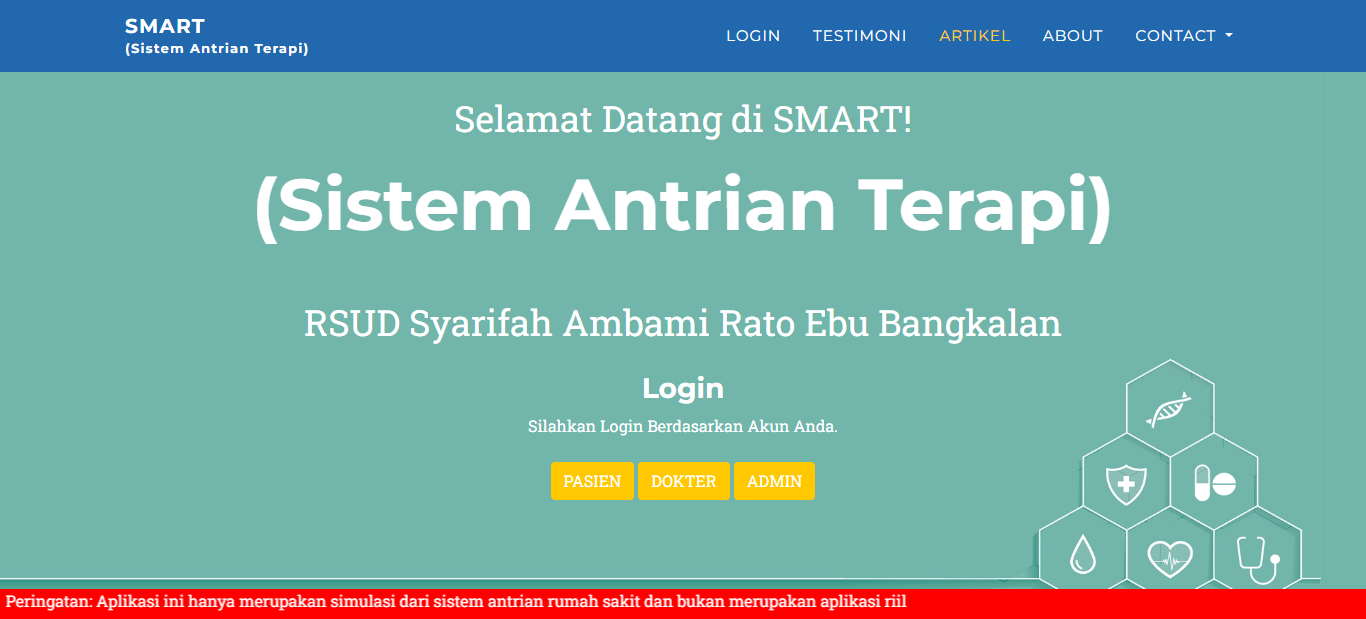 SMART
(Sistem Antrian Terapi)
LOGIN TESTIMONI ARTIKEL ABOUT CONTACT
Selamat Datang di SMART!
(Sistem Antrian Terapi)
RSUD Syarifah Ambami Rato Ebu Bangkalan
Login
Silahkan Login Berdasarkan Akun Anda.
PASIEN DOKTER ADMIN
Peringatan: Aplikasi ini hanya merupakan simulasi dari sistem antrian rumah sakit dan bukan merupakan aplikasi riil